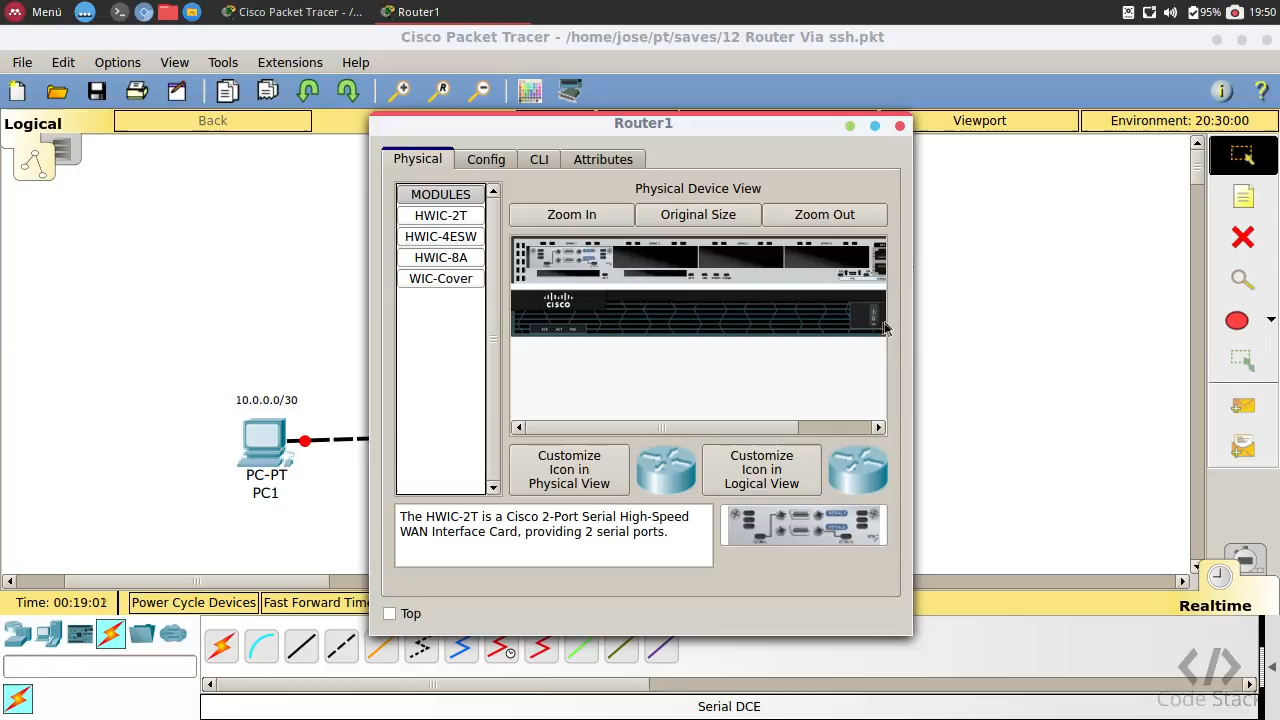 Menú
Cisco Packet Tracer - /...
Router1
95%
19:50
Cisco Packet Tracer - /home/jose/pt/saves/12 Router Via ssh.pkt
File Edit Options View Tools Extensions Help
Logical
Back
Viewport
Environment: 20:30:00
Router1
Physical Config CLI Attributes
MODULES
HWIC-2T
HWIC-4ESW
HWIC-8A
WIC-Cover
Physical Device View
Zoom In
Original Size
Zoom Out
CISCO
Customize
Icon in
Physical View
Customize
Icon in
Logical View
The HWIC-2T is a Cisco 2-Port Serial High-Speed
WAN Interface Card, providing 2 serial ports.
Top
10.0.0.0/30
PC-PT
PC1
Time: 00:19:01
Power Cycle Devices
Fast Forward Time
Realtime
Serial DCE
Code Stack